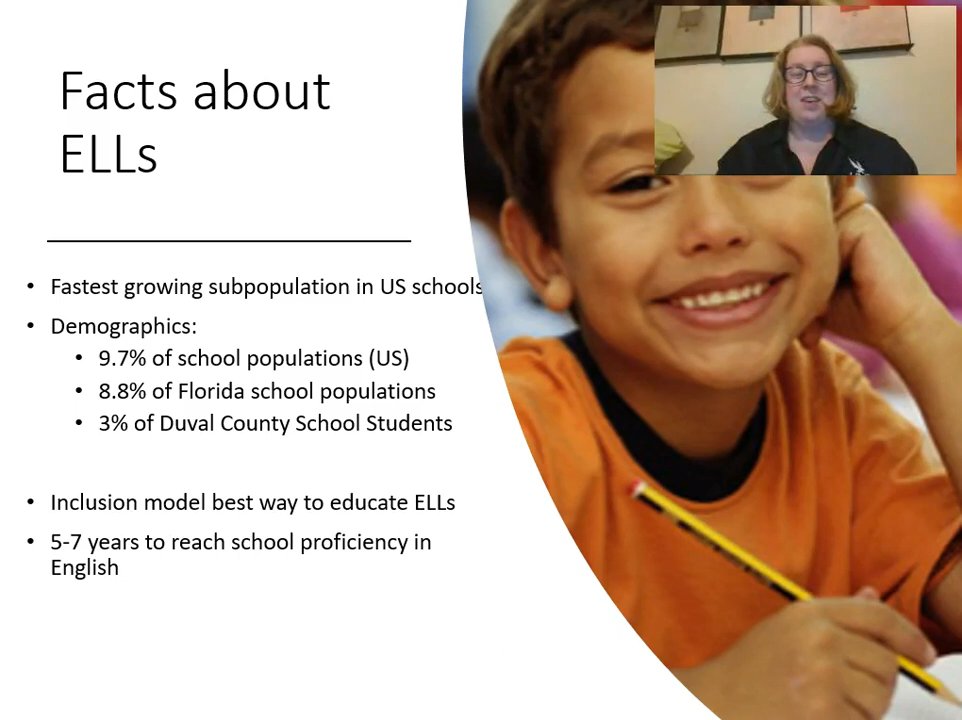 Facts about
ELLs
• Fastest growing subpopulation in US schools
• Demographics:
• 9.7% of school populations (US)
• 8.8% of Florida school populations
• 3% of Duval County School Students
• Inclusion model best way to educate ELLs
• 5-7 years to reach school proficiency in
English